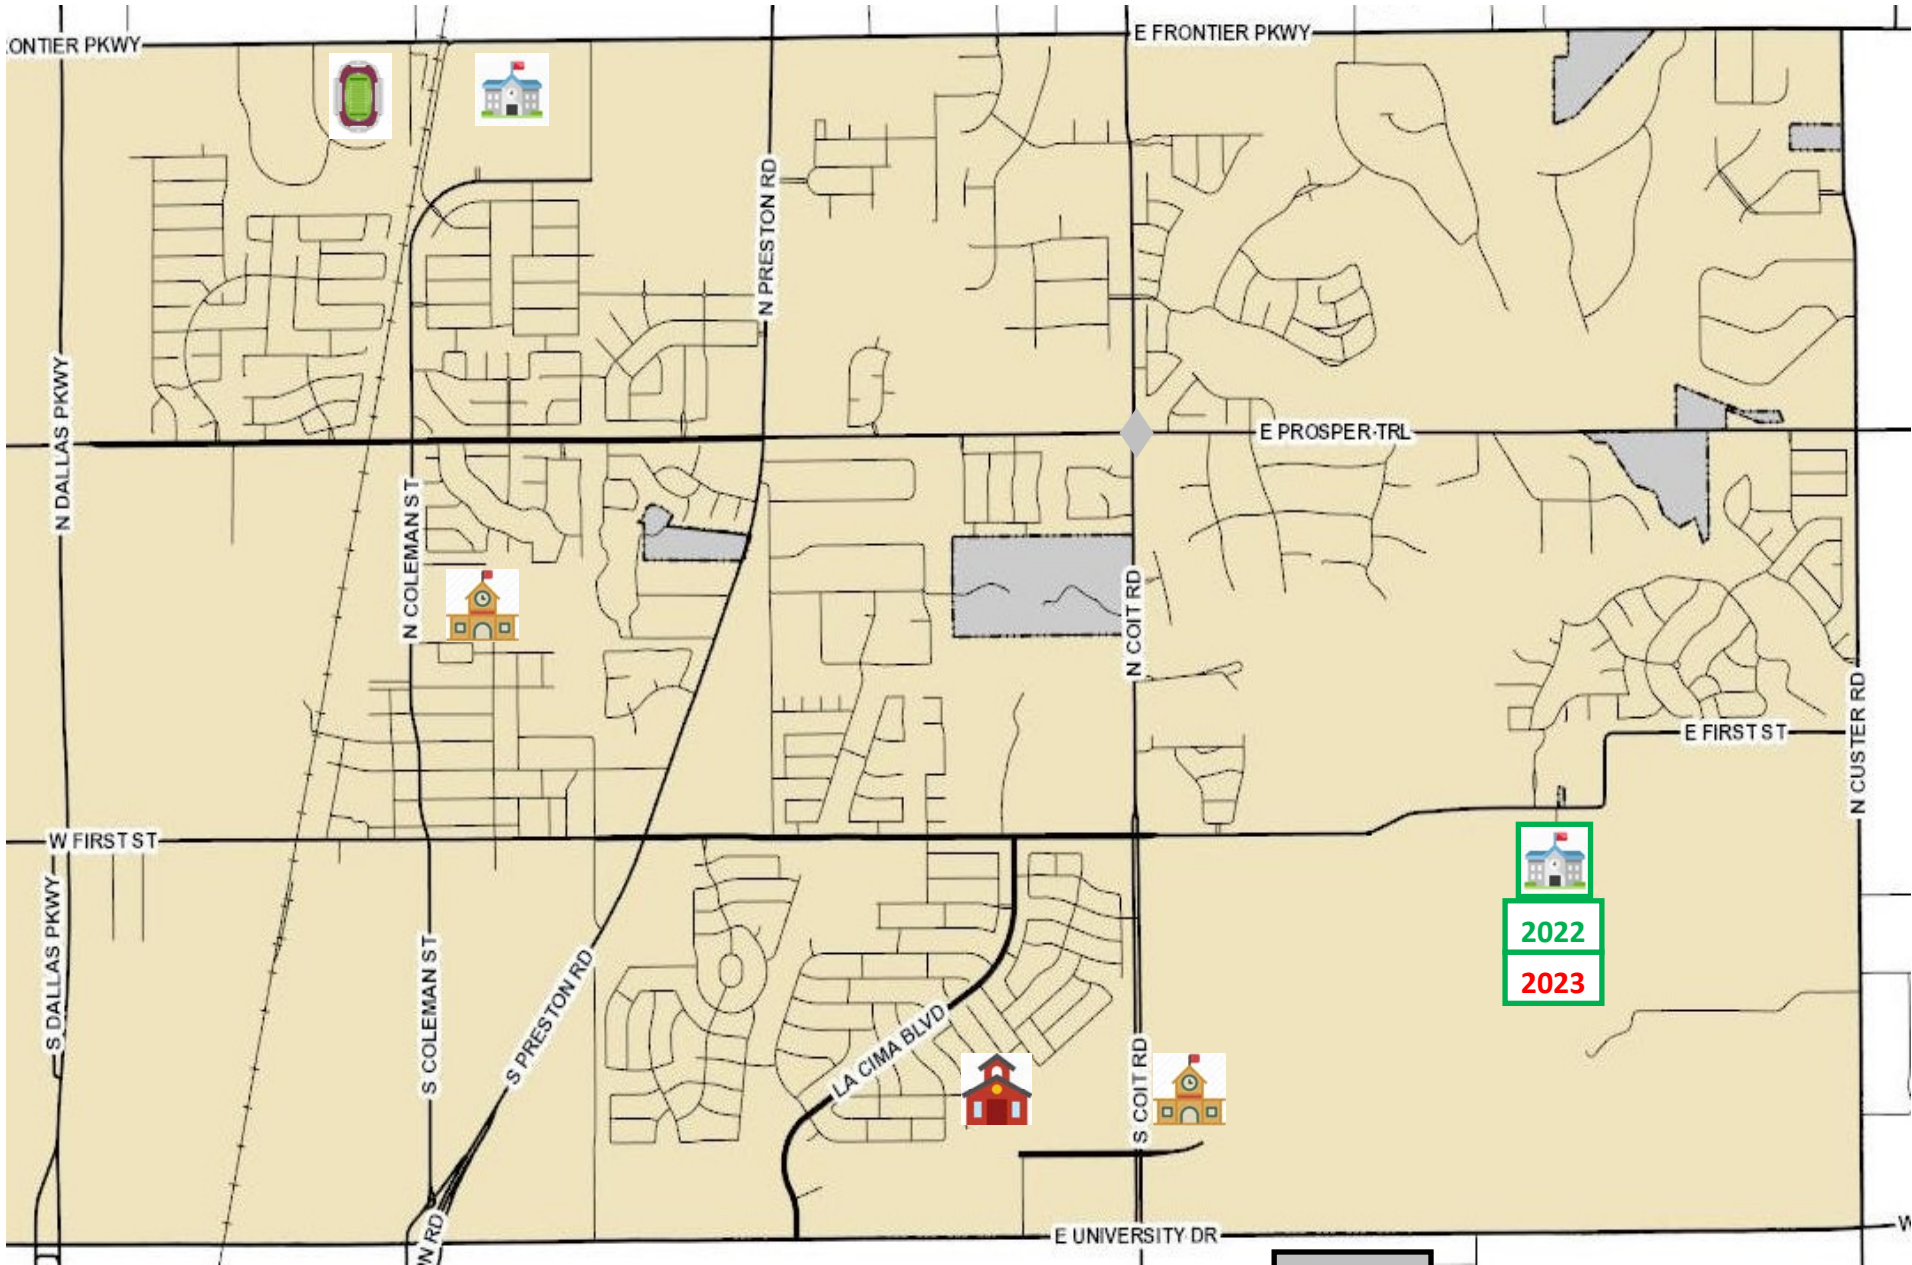 ONTIER PKWY
E FRONTIER PKWY
N PRESTON RD
N DALLAS PKWY
E PROSPER TRL
N COLEMAN ST
N COIT RD
E FIRST ST
N CUSTER RD
W FIRST ST
2022
2023
S DALLAS PKWY
S COLEMAN ST
S PRESTON RD
LA CIMA BLVD
S COIT RD
E UNIVERSITY DR
W
N RD